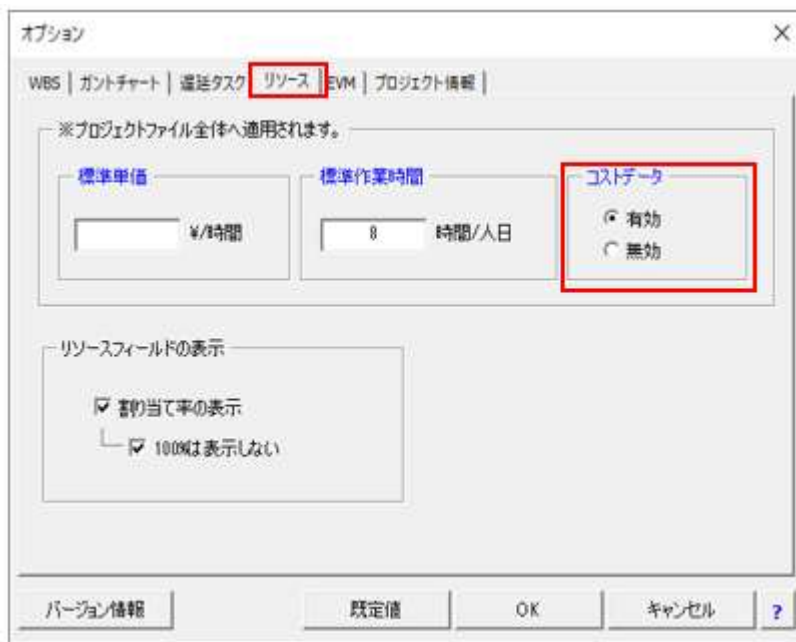 オプション
WBS | ガントチャート | 遅延タスク | リソース | EVM | プロジェクト情報 |
※プロジェクトファイル全体へ適用されます。
標準単価 標準作業時間 コストデータ
¥/時間 8 時間/人日 有効
無効
リソースフィールドの表示
割り当て率の表示
100%は表示しない
バージョン情報 既定値 OK キャンセル ?